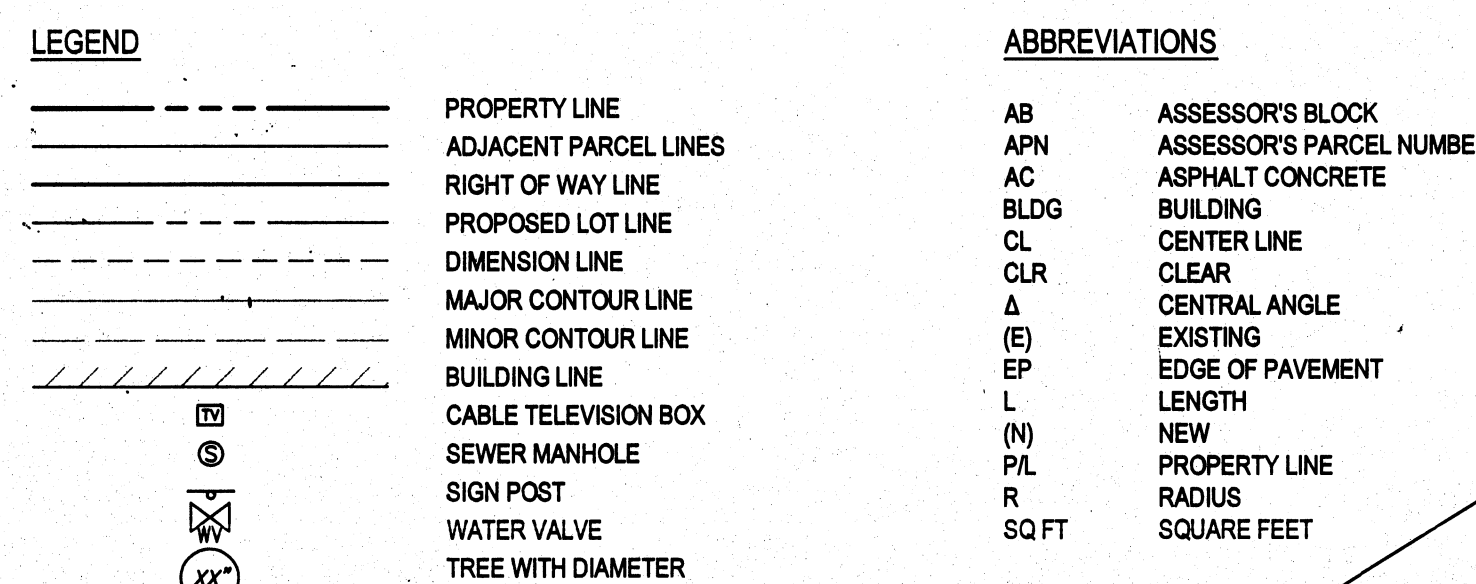 LEGEND
PROPERTY LINE
ADJACENT PARCEL LINES
RIGHT OF WAY LINE
PROPOSED LOT LINE
DIMENSION LINE
MAJOR CONTOUR LINE
MINOR CONTOUR LINE
BUILDING LINE
TV CABLE TELEVISION BOX
S SEWER MANHOLE
SIGN POST
WV WATER VALVE
XX" TREE WITH DIAMETER
ABBREVIATIONS
AB ASSESSOR'S BLOCK
APN ASSESSOR'S PARCEL NUMBE
AC ASPHALT CONCRETE
BLDG BUILDING
CL CENTER LINE
CLR CLEAR
Δ CENTRAL ANGLE
(E) EXISTING
EP EDGE OF PAVEMENT
L LENGTH
(N) NEW
P/L PROPERTY LINE
R RADIUS
SQ FT SQUARE FEET